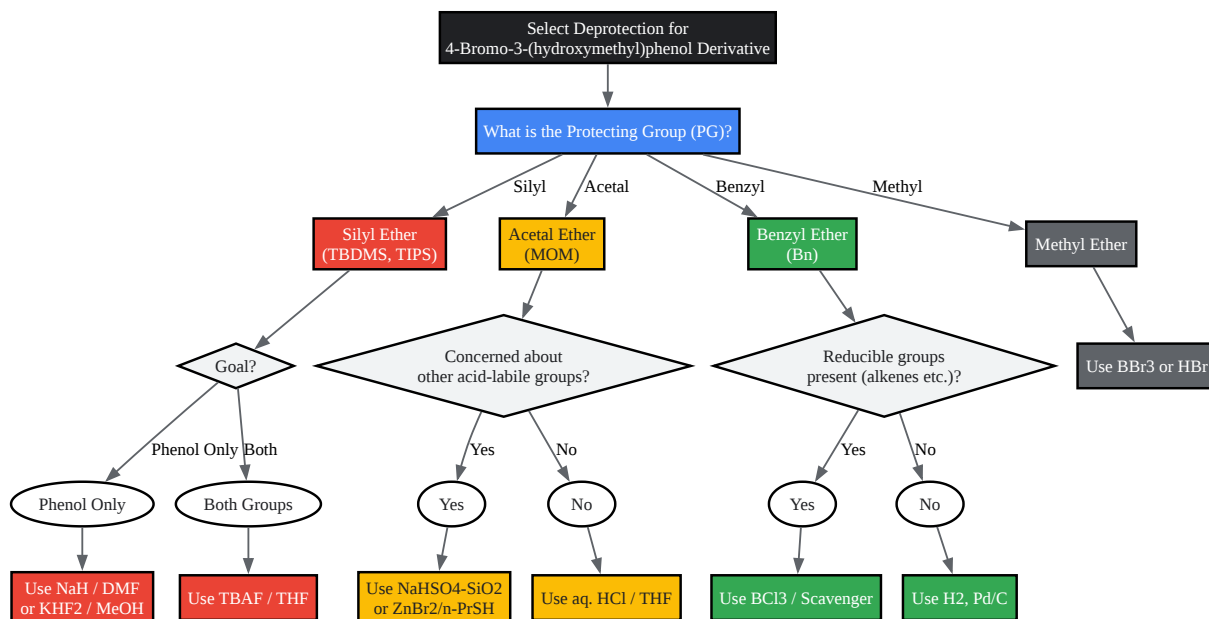 Select Deprotection for
4-Bromo-3-(hydroxymethyl)phenol Derivative
What is the Protecting Group (PG)?
Silyl
Acetal
Benzyl
Methyl
Silyl Ether
(TBDMS, TIPS)
Acetal Ether
(MOM)
Benzyl Ether
(Bn)
Methyl Ether
Goal?
Concerned about
other acid-labile groups?
Reducible groups
present (alkenes etc.)?
Use BBr3 or HBr
Phenol Only
Both
Yes
No
Yes
No
Phenol Only
Both Groups
Yes
No
Yes
No
Use NaH / DMF
or KHF2 / MeOH
Use TBAF / THF
Use NaHSO4-SiO2
or ZnBr2/n-PrSH
Use aq. HCl / THF
Use BCl3 / Scavenger
Use H2, Pd/C